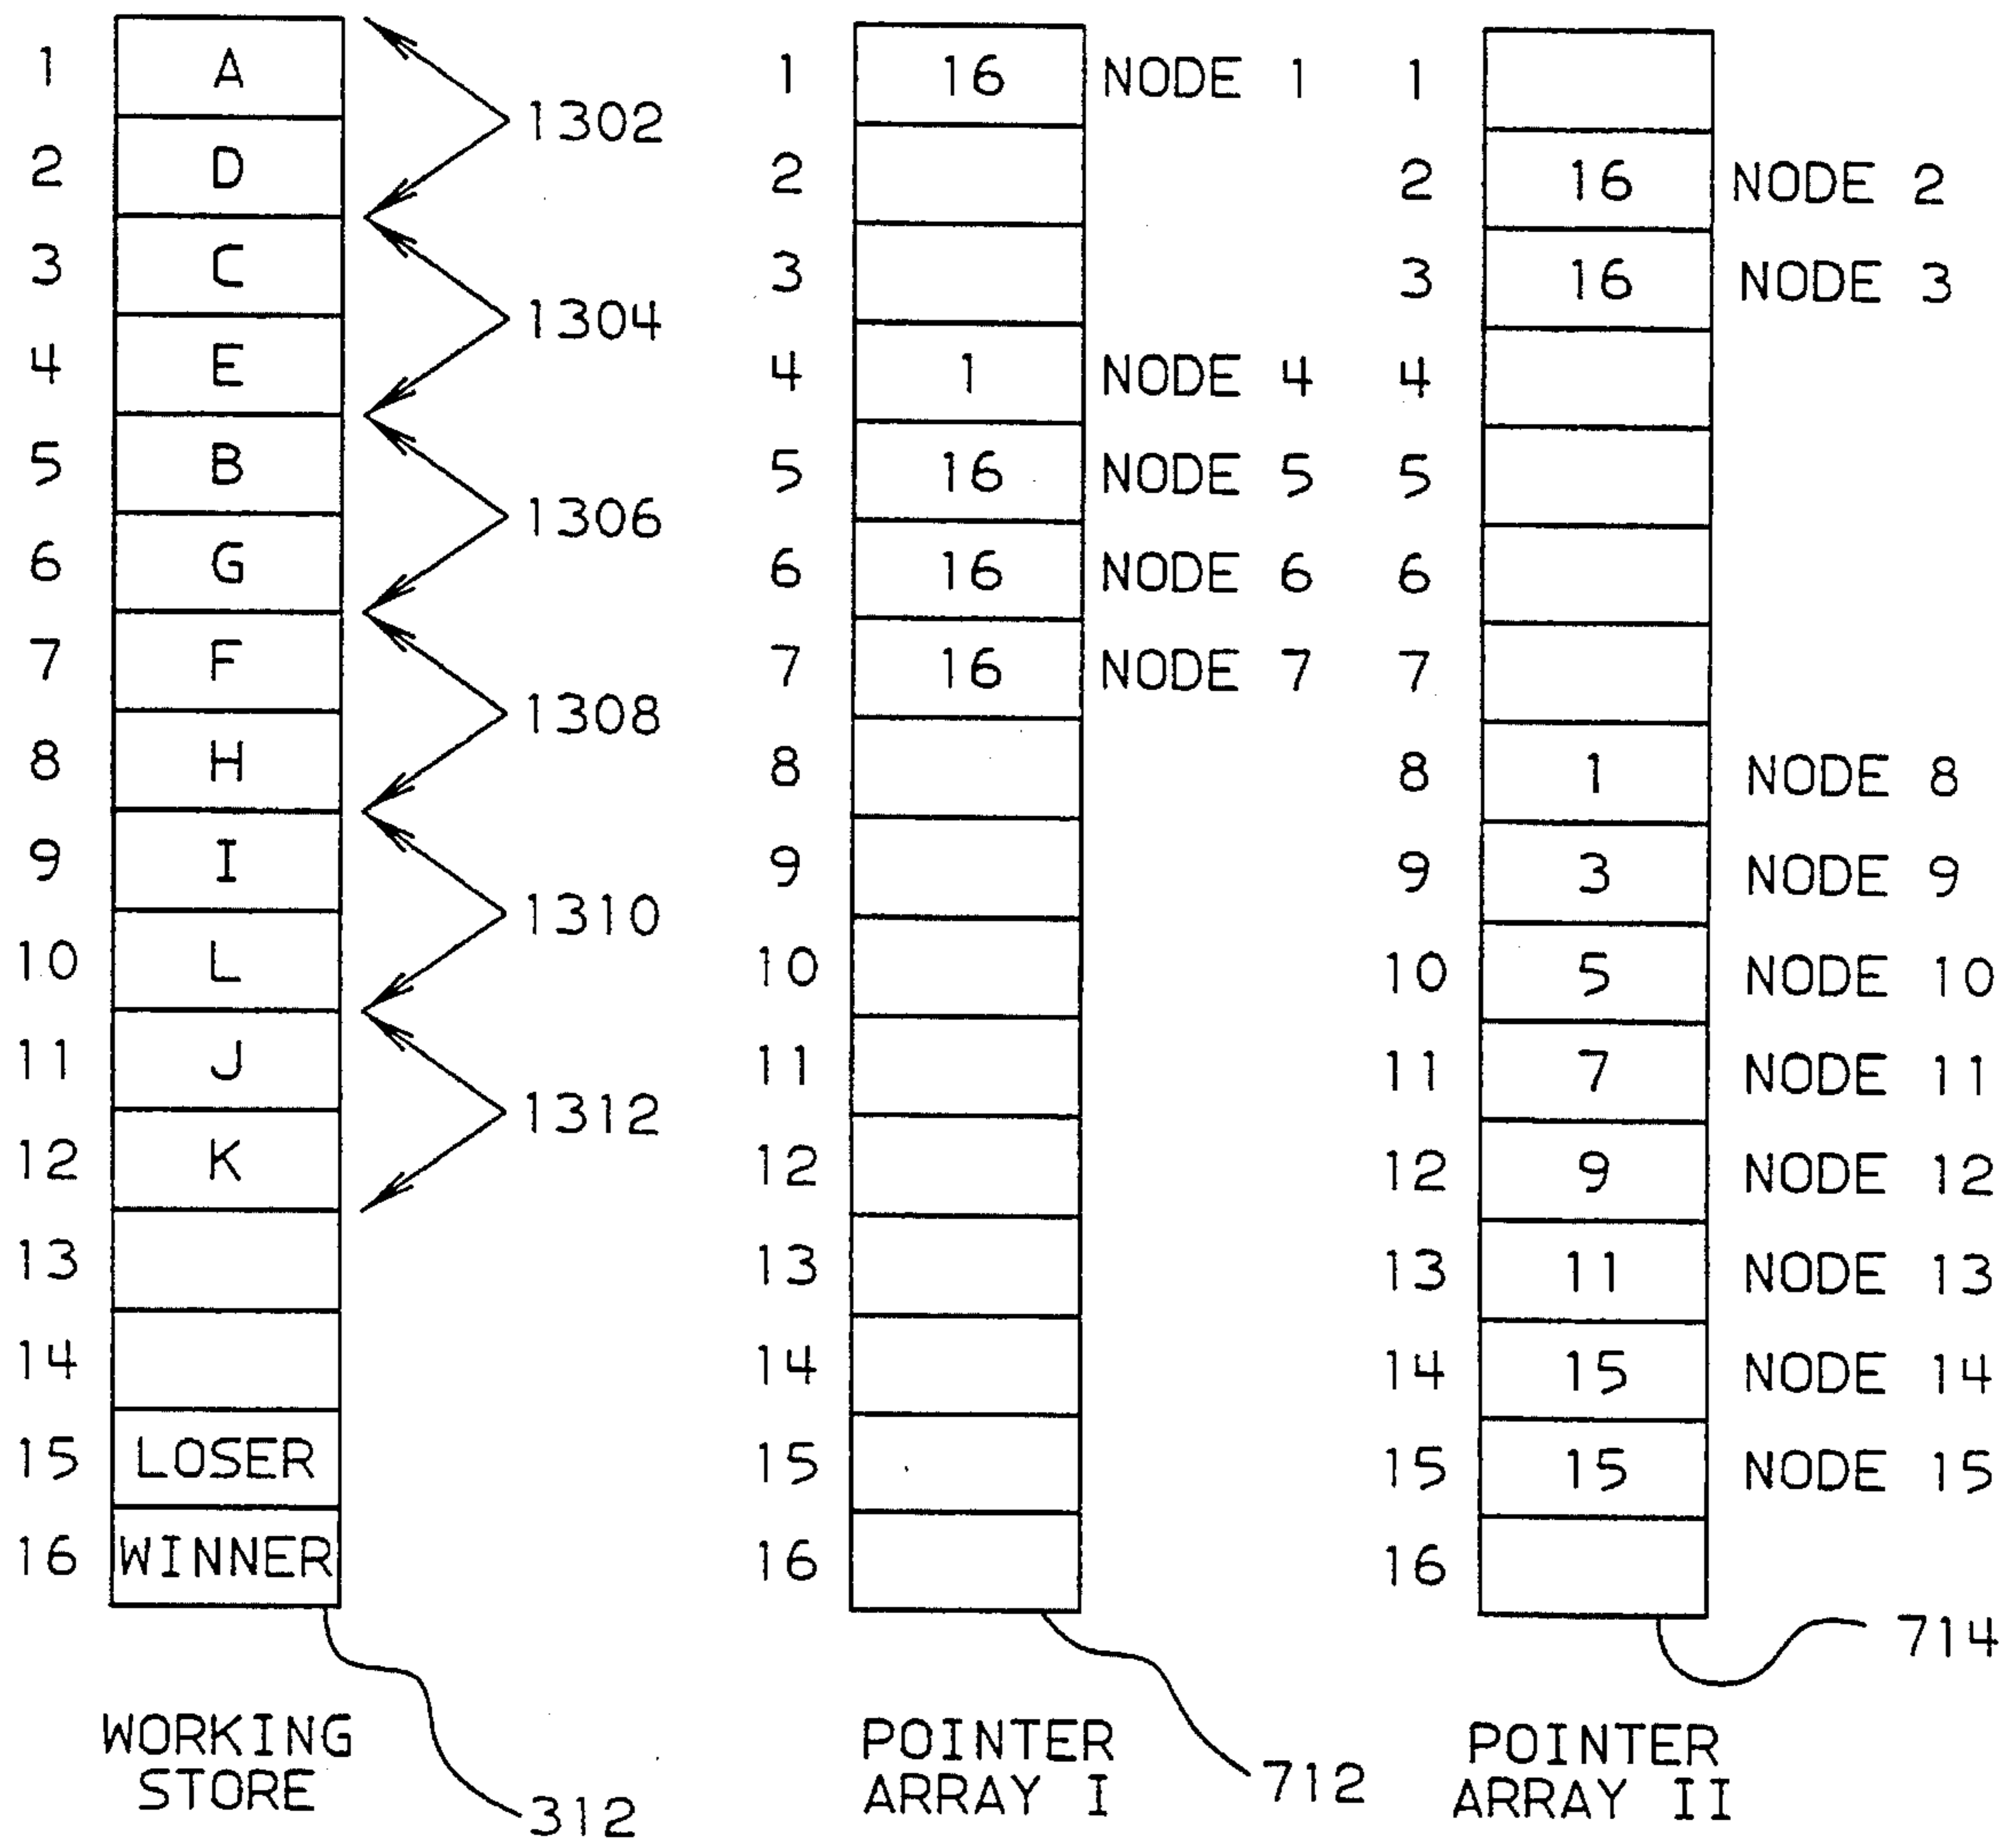 1 A 1 16 NODE 1 1
1302
2 D 2 2 16 NODE 2
3 C 3 3 16 NODE 3
1304
4 E 4 1 NODE 4 4
5 B 5 16 NODE 5 5
1306
6 G 6 16 NODE 6 6
7 F 7 16 NODE 7 7
1308
8 H 8 8 1 NODE 8
9 I 9 9 3 NODE 9
1310
10 L 10 10 5 NODE 10
11 J 11 11 7 NODE 11
1312
12 K 12 12 9 NODE 12
13 13 13 11 NODE 13
14 14 14 15 NODE 14
15 LOSER 15 15 15 NODE 15
16 WINNER 16 16
714
WORKING
STORE
312
POINTER
ARRAY I
712
POINTER
ARRAY II